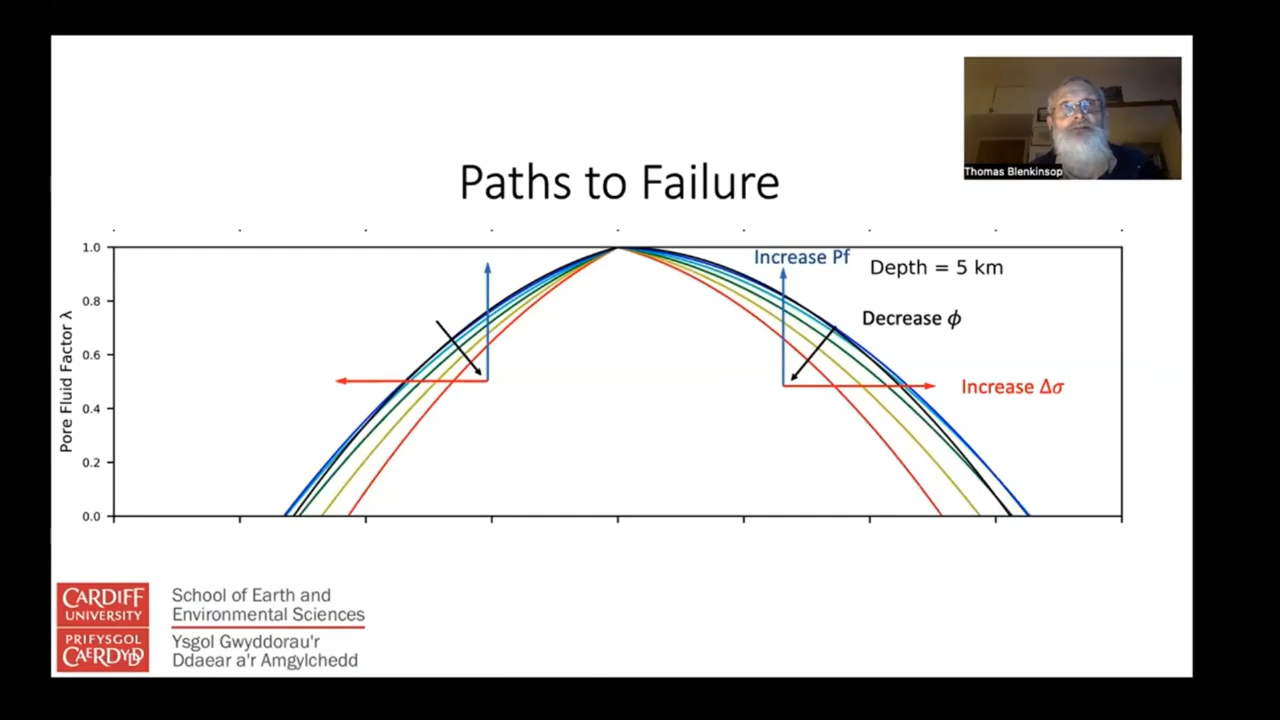 Thomas Blenkinsop
Paths to Failure
1.0
0.8
0.6
0.4
0.2
0.0
Pore Fluid Factor λ
Increase Pf
Depth = 5 km
Decrease ϕ
Increase Δσ
CARDIFF
UNIVERSITY
PRIFYSGOL
CAERDYDD
School of Earth and
Environmental Sciences
Ysgol Gwyddorau'r
Ddaear a'r Amgylchedd